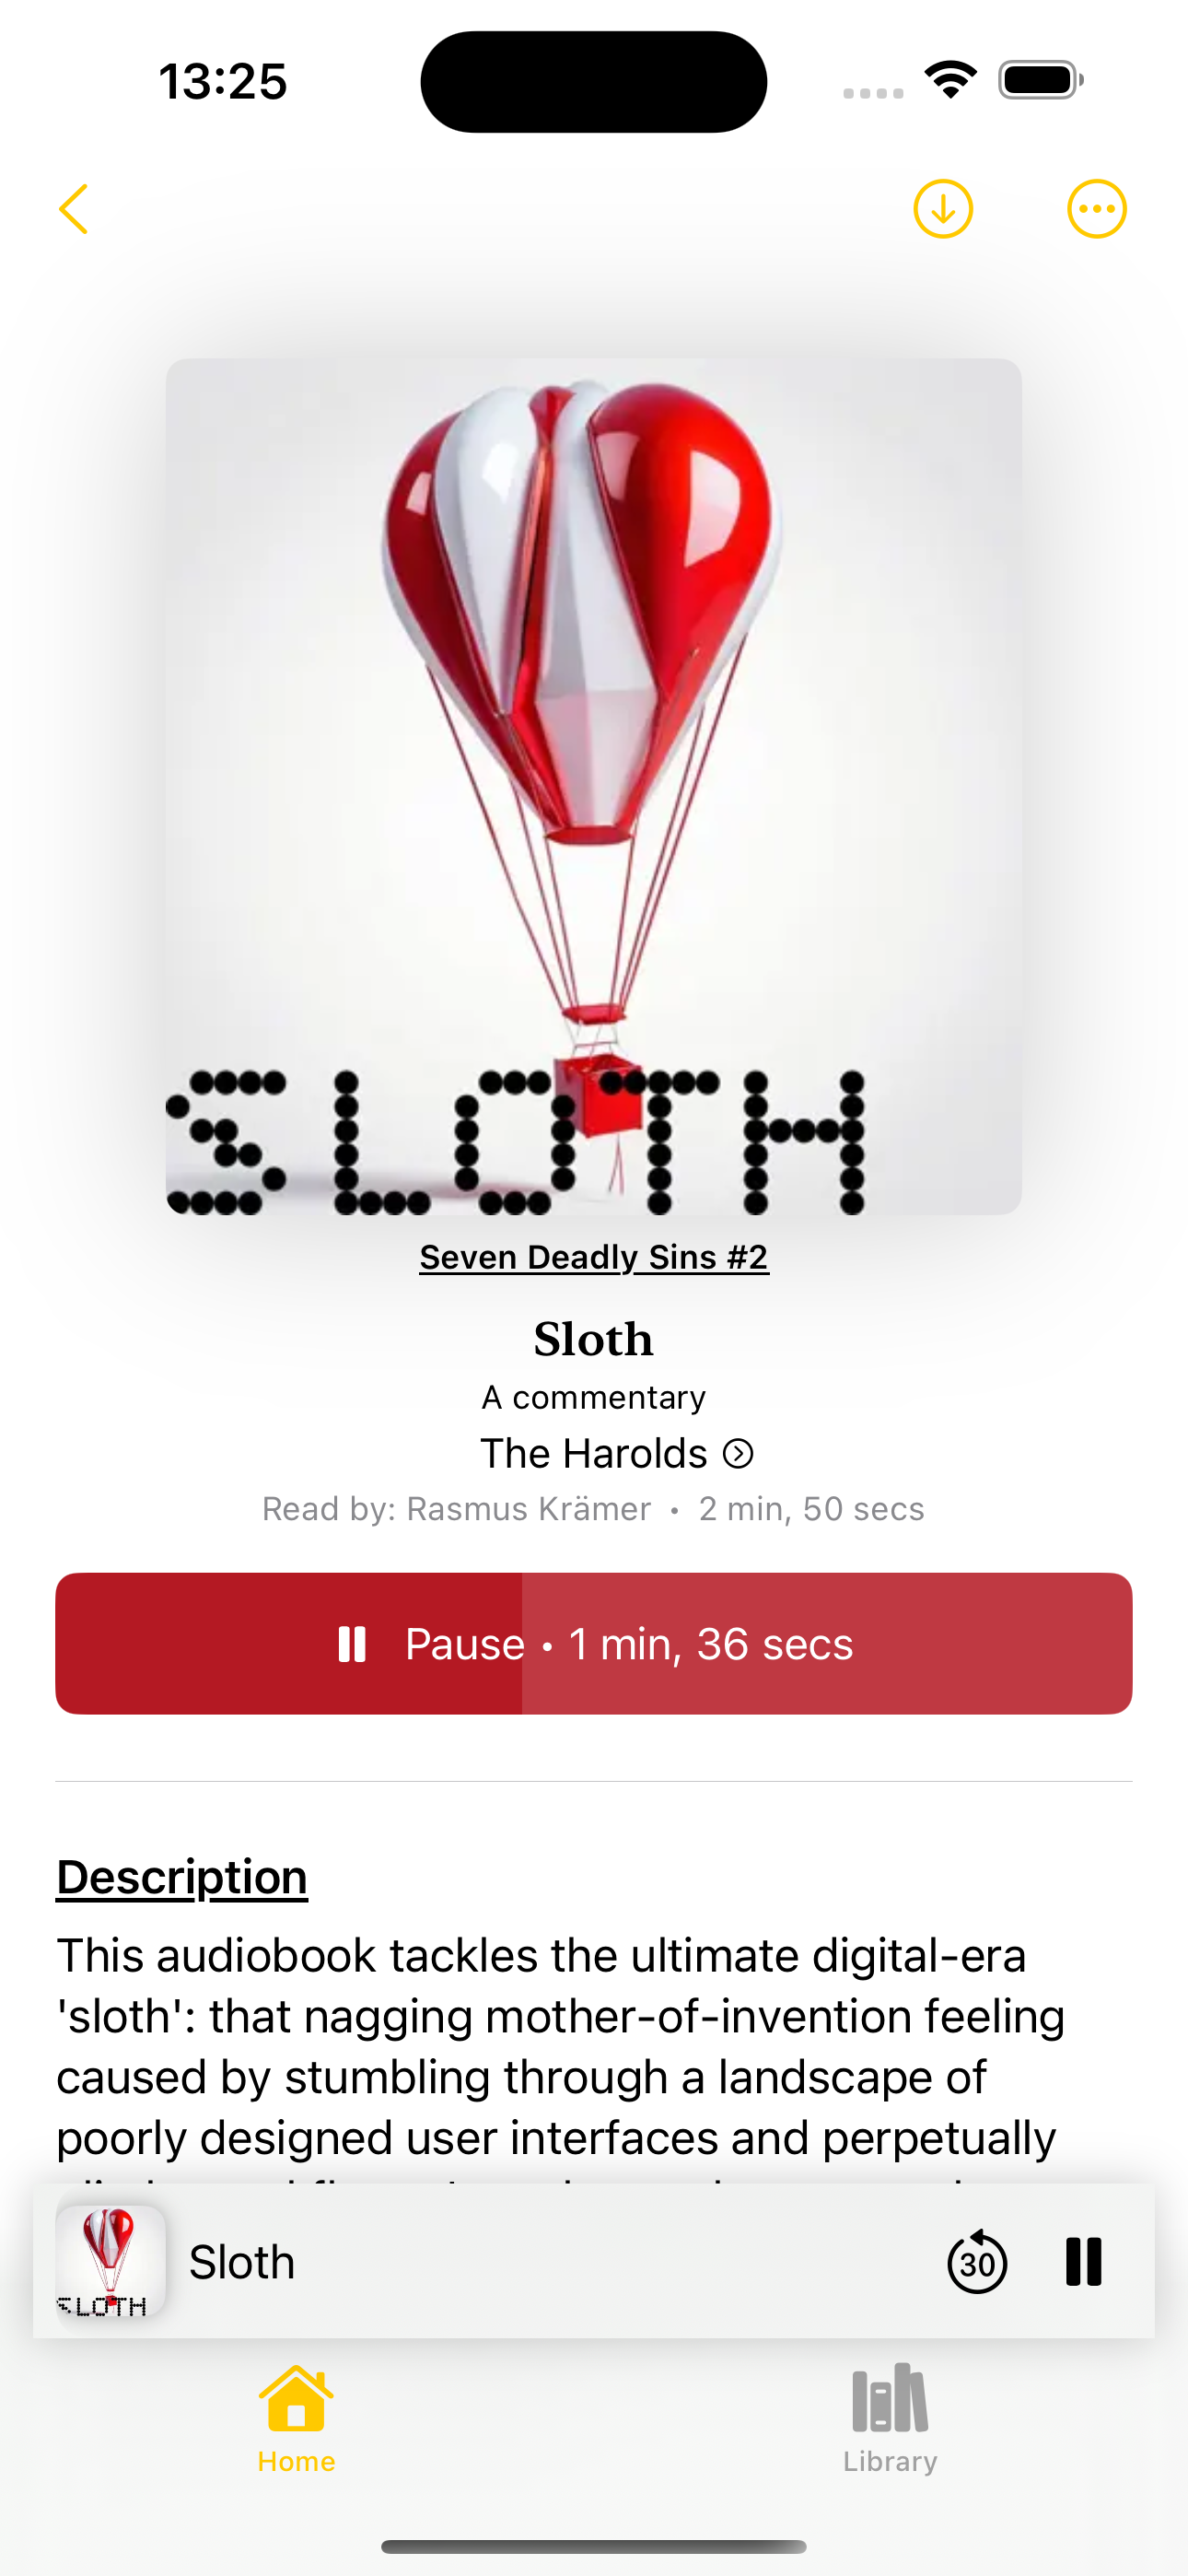 13:25
SLOTH
Seven Deadly Sins #2
Sloth
A commentary
The Harolds
Read by: Rasmus Krämer • 2 min, 50 secs
Pause • 1 min, 36 secs
Description
This audiobook tackles the ultimate digital-era
'sloth': that nagging mother-of-invention feeling
caused by stumbling through a landscape of
poorly designed user interfaces and perpetually
SLOTH
Sloth
30
Home
Library